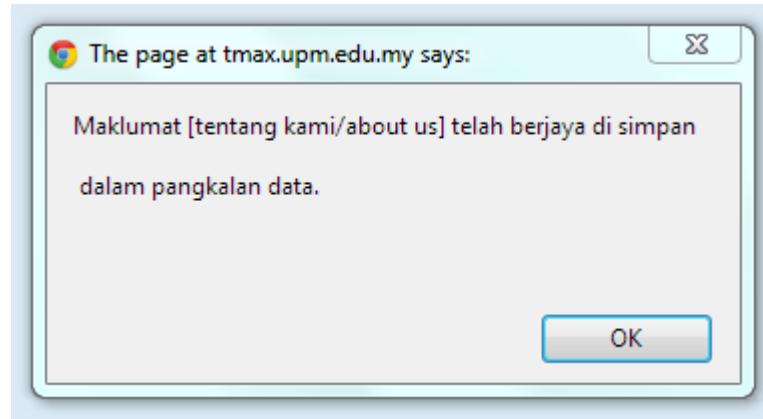 The page at tmax.upm.edu.my says:
Maklumat [tentang kami/about us] telah berjaya di simpan
dalam pangkalan data.
OK